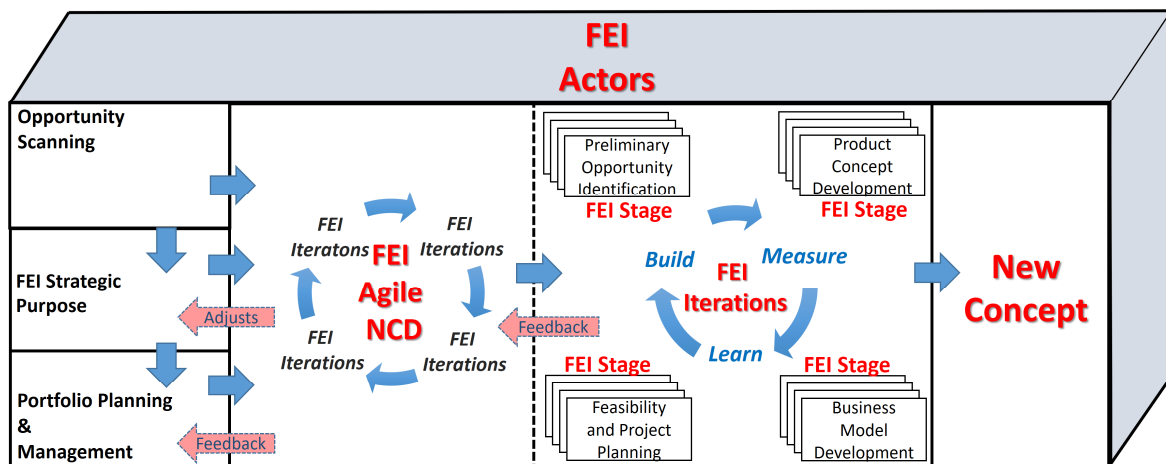 FEI
Actors
Opportunity
Scanning
FEI Strategic
Purpose
Adjusts
Portfolio Planning
&
Management
Feedback
FEI
Iteratons
FEI
Iterations
FEI
Agile
NCD
FEI
Iterations
FEI
Iterations
Feedback
Preliminary
Opportunity
Identification
FEI Stage
Product
Concept
Development
FEI Stage
Build
Measure
FEI
Iterations
Learn
FEI Stage
Feasibility
and Project
Planning
FEI Stage
Business
Model
Development
New
Concept